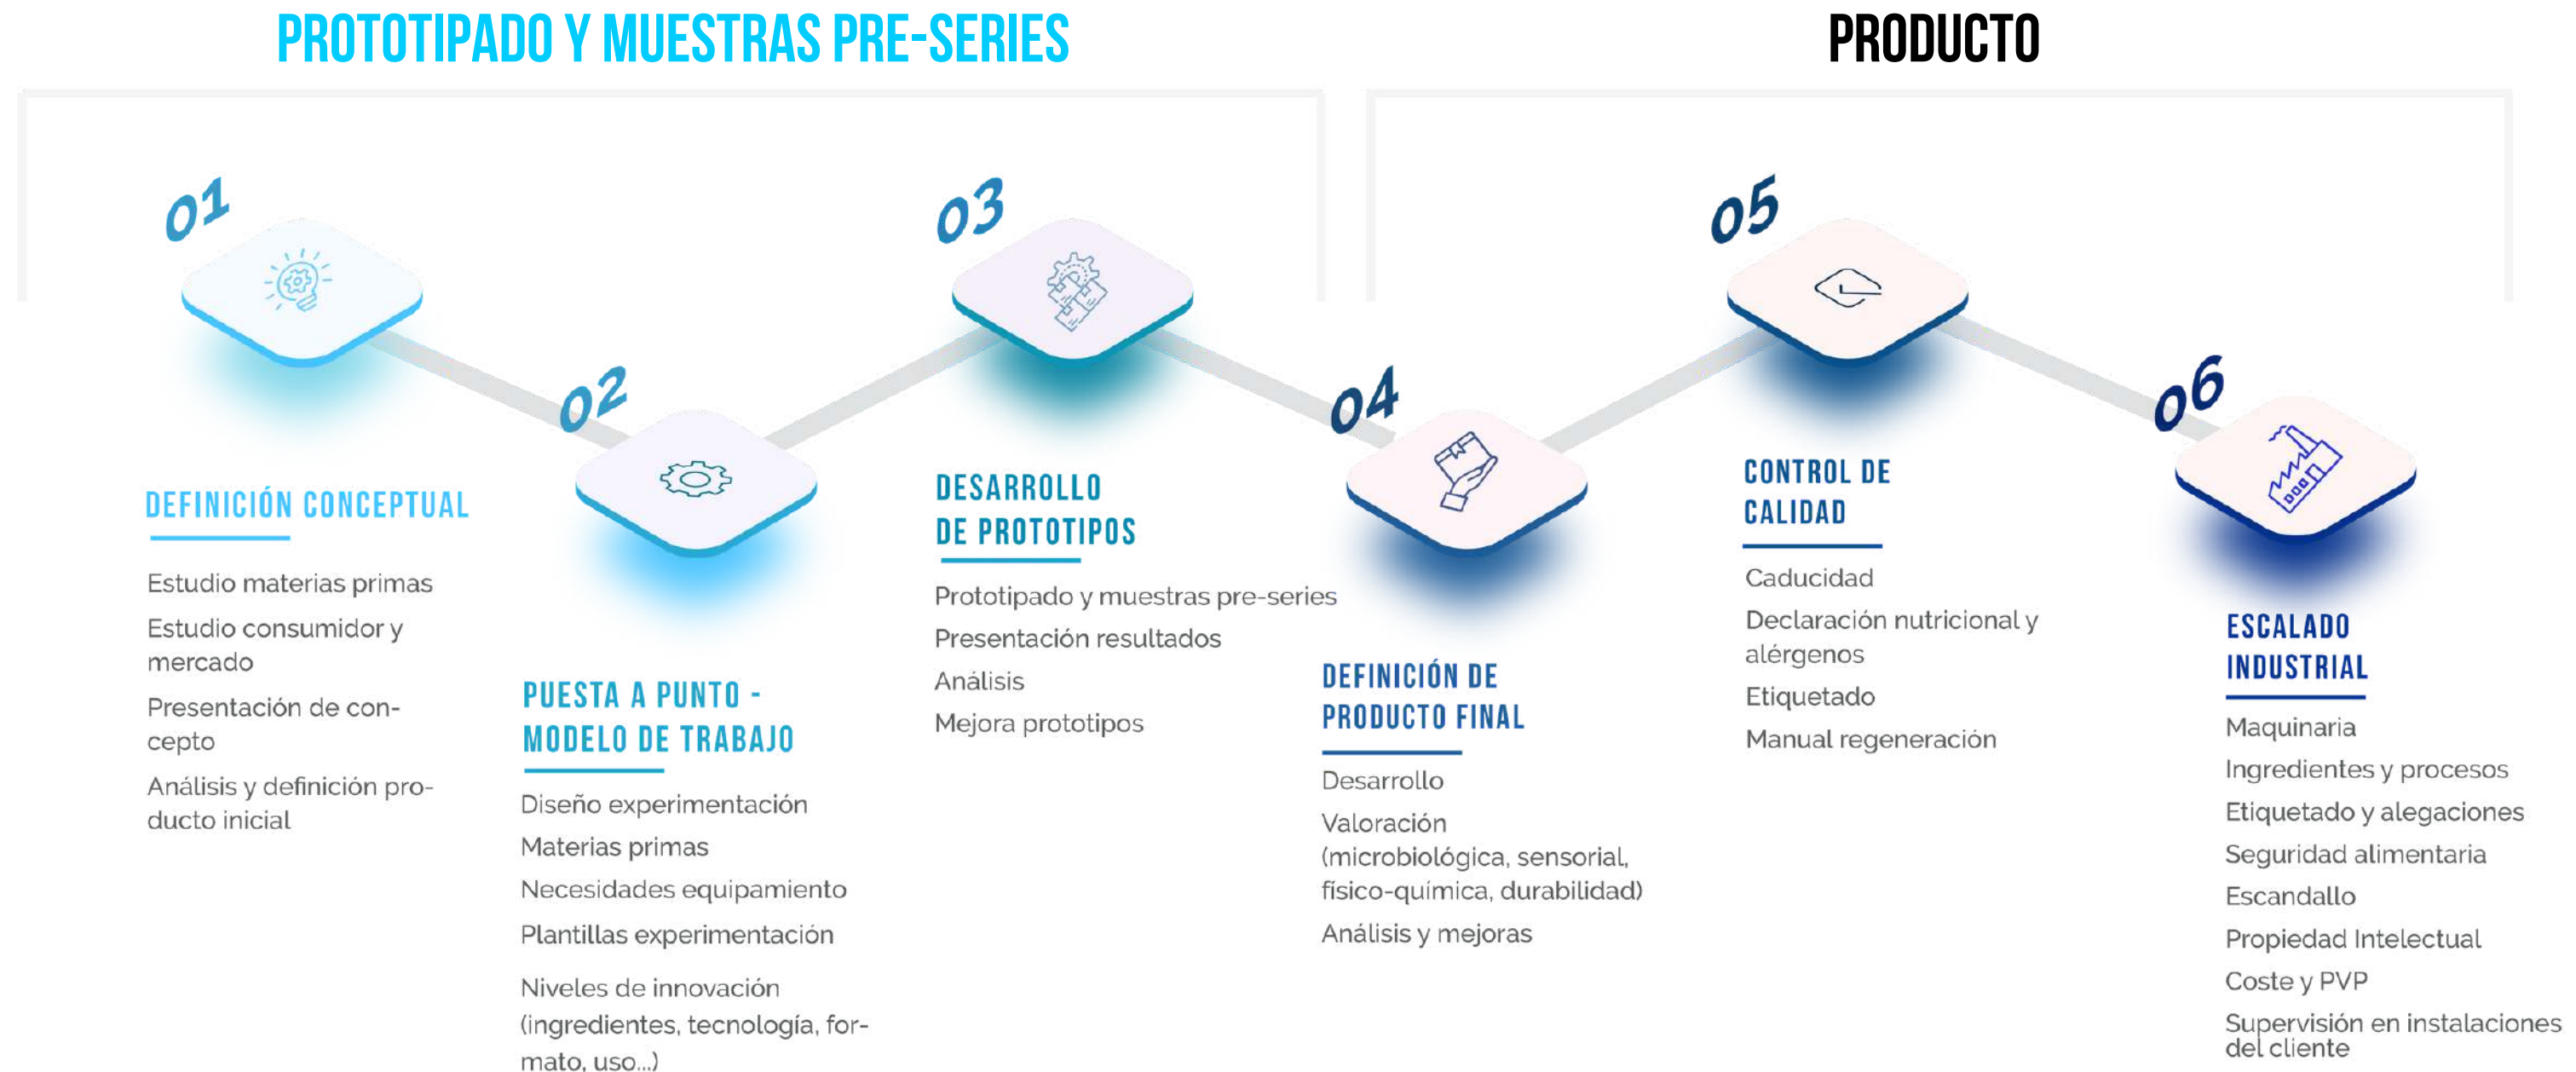 PROTOTIPADO Y MUESTRAS PRE-SERIES
PRODUCTO
01
DEFINICIÓN CONCEPTUAL
Estudio materias primas
Estudio consumidor y
mercado
Presentación de con-
cepto
Análisis y definición pro-
ducto inicial
02
PUESTA A PUNTO -
MODELO DE TRABAJO
Diseño experimentación
Materias primas
Necesidades equipamiento
Plantillas experimentación
Niveles de innovación
(ingredientes, tecnología, for-
mato, uso...)
03
DESARROLLO
DE PROTOTIPOS
Prototipado y muestras pre-series
Presentación resultados
Análisis
Mejora prototipos
04
DEFINICIÓN DE
PRODUCTO FINAL
Desarrollo
Valoración
(microbiológica, sensorial,
físico-química, durabilidad)
Análisis y mejoras
05
CONTROL DE
CALIDAD
Caducidad
Declaración nutricional y
alérgenos
Etiquetado
Manual regeneración
06
ESCALADO
INDUSTRIAL
Maquinaria
Ingredientes y procesos
Etiquetado y alegaciones
Seguridad alimentaria
Escandallo
Propiedad Intelectual
Coste y PVP
Supervisión en instalaciones
del cliente